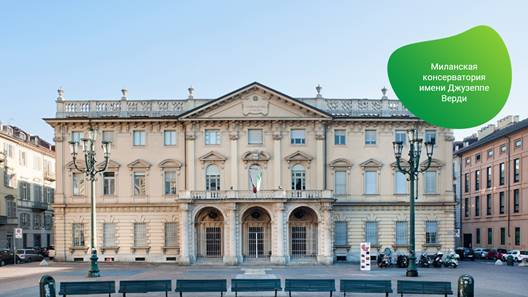 Миланская
консерватория
имени Джузеппе
Верди